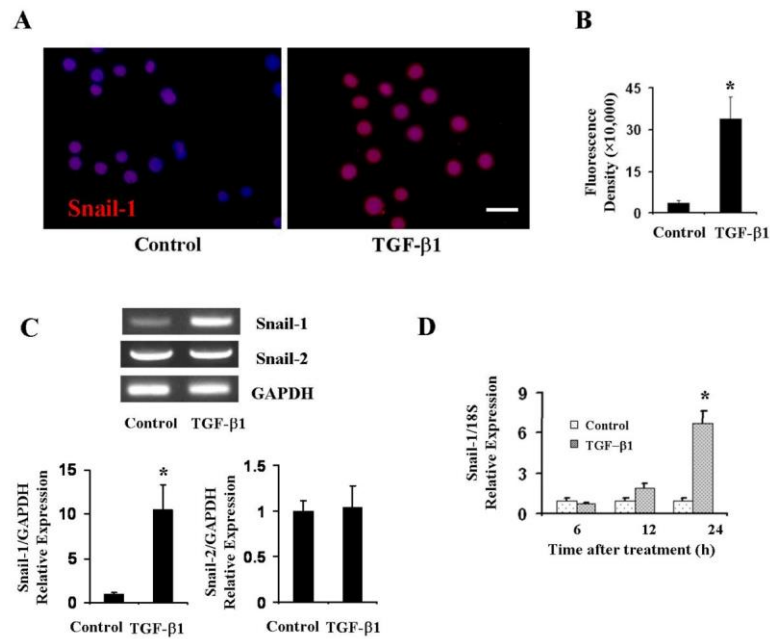 A
Snail-1
Control
TGF-β1
B
Fluorescence
Density (×10,000)
45
30
15
0
*
Control TGF-β1
C
Snail-1
Snail-2
GAPDH
Control TGF-β1
Snail-1/GAPDH
Relative Expression
15
10
5
0
*
Control TGF-β1
Snail-2/GAPDH
Relative Expression
1.5
1
0.5
0
Control TGF-β1
D
Snail-1/18S
Relative Expression
9
6
3
0
Control
TGF-β1
*
6 12 24
Time after treatment (h)